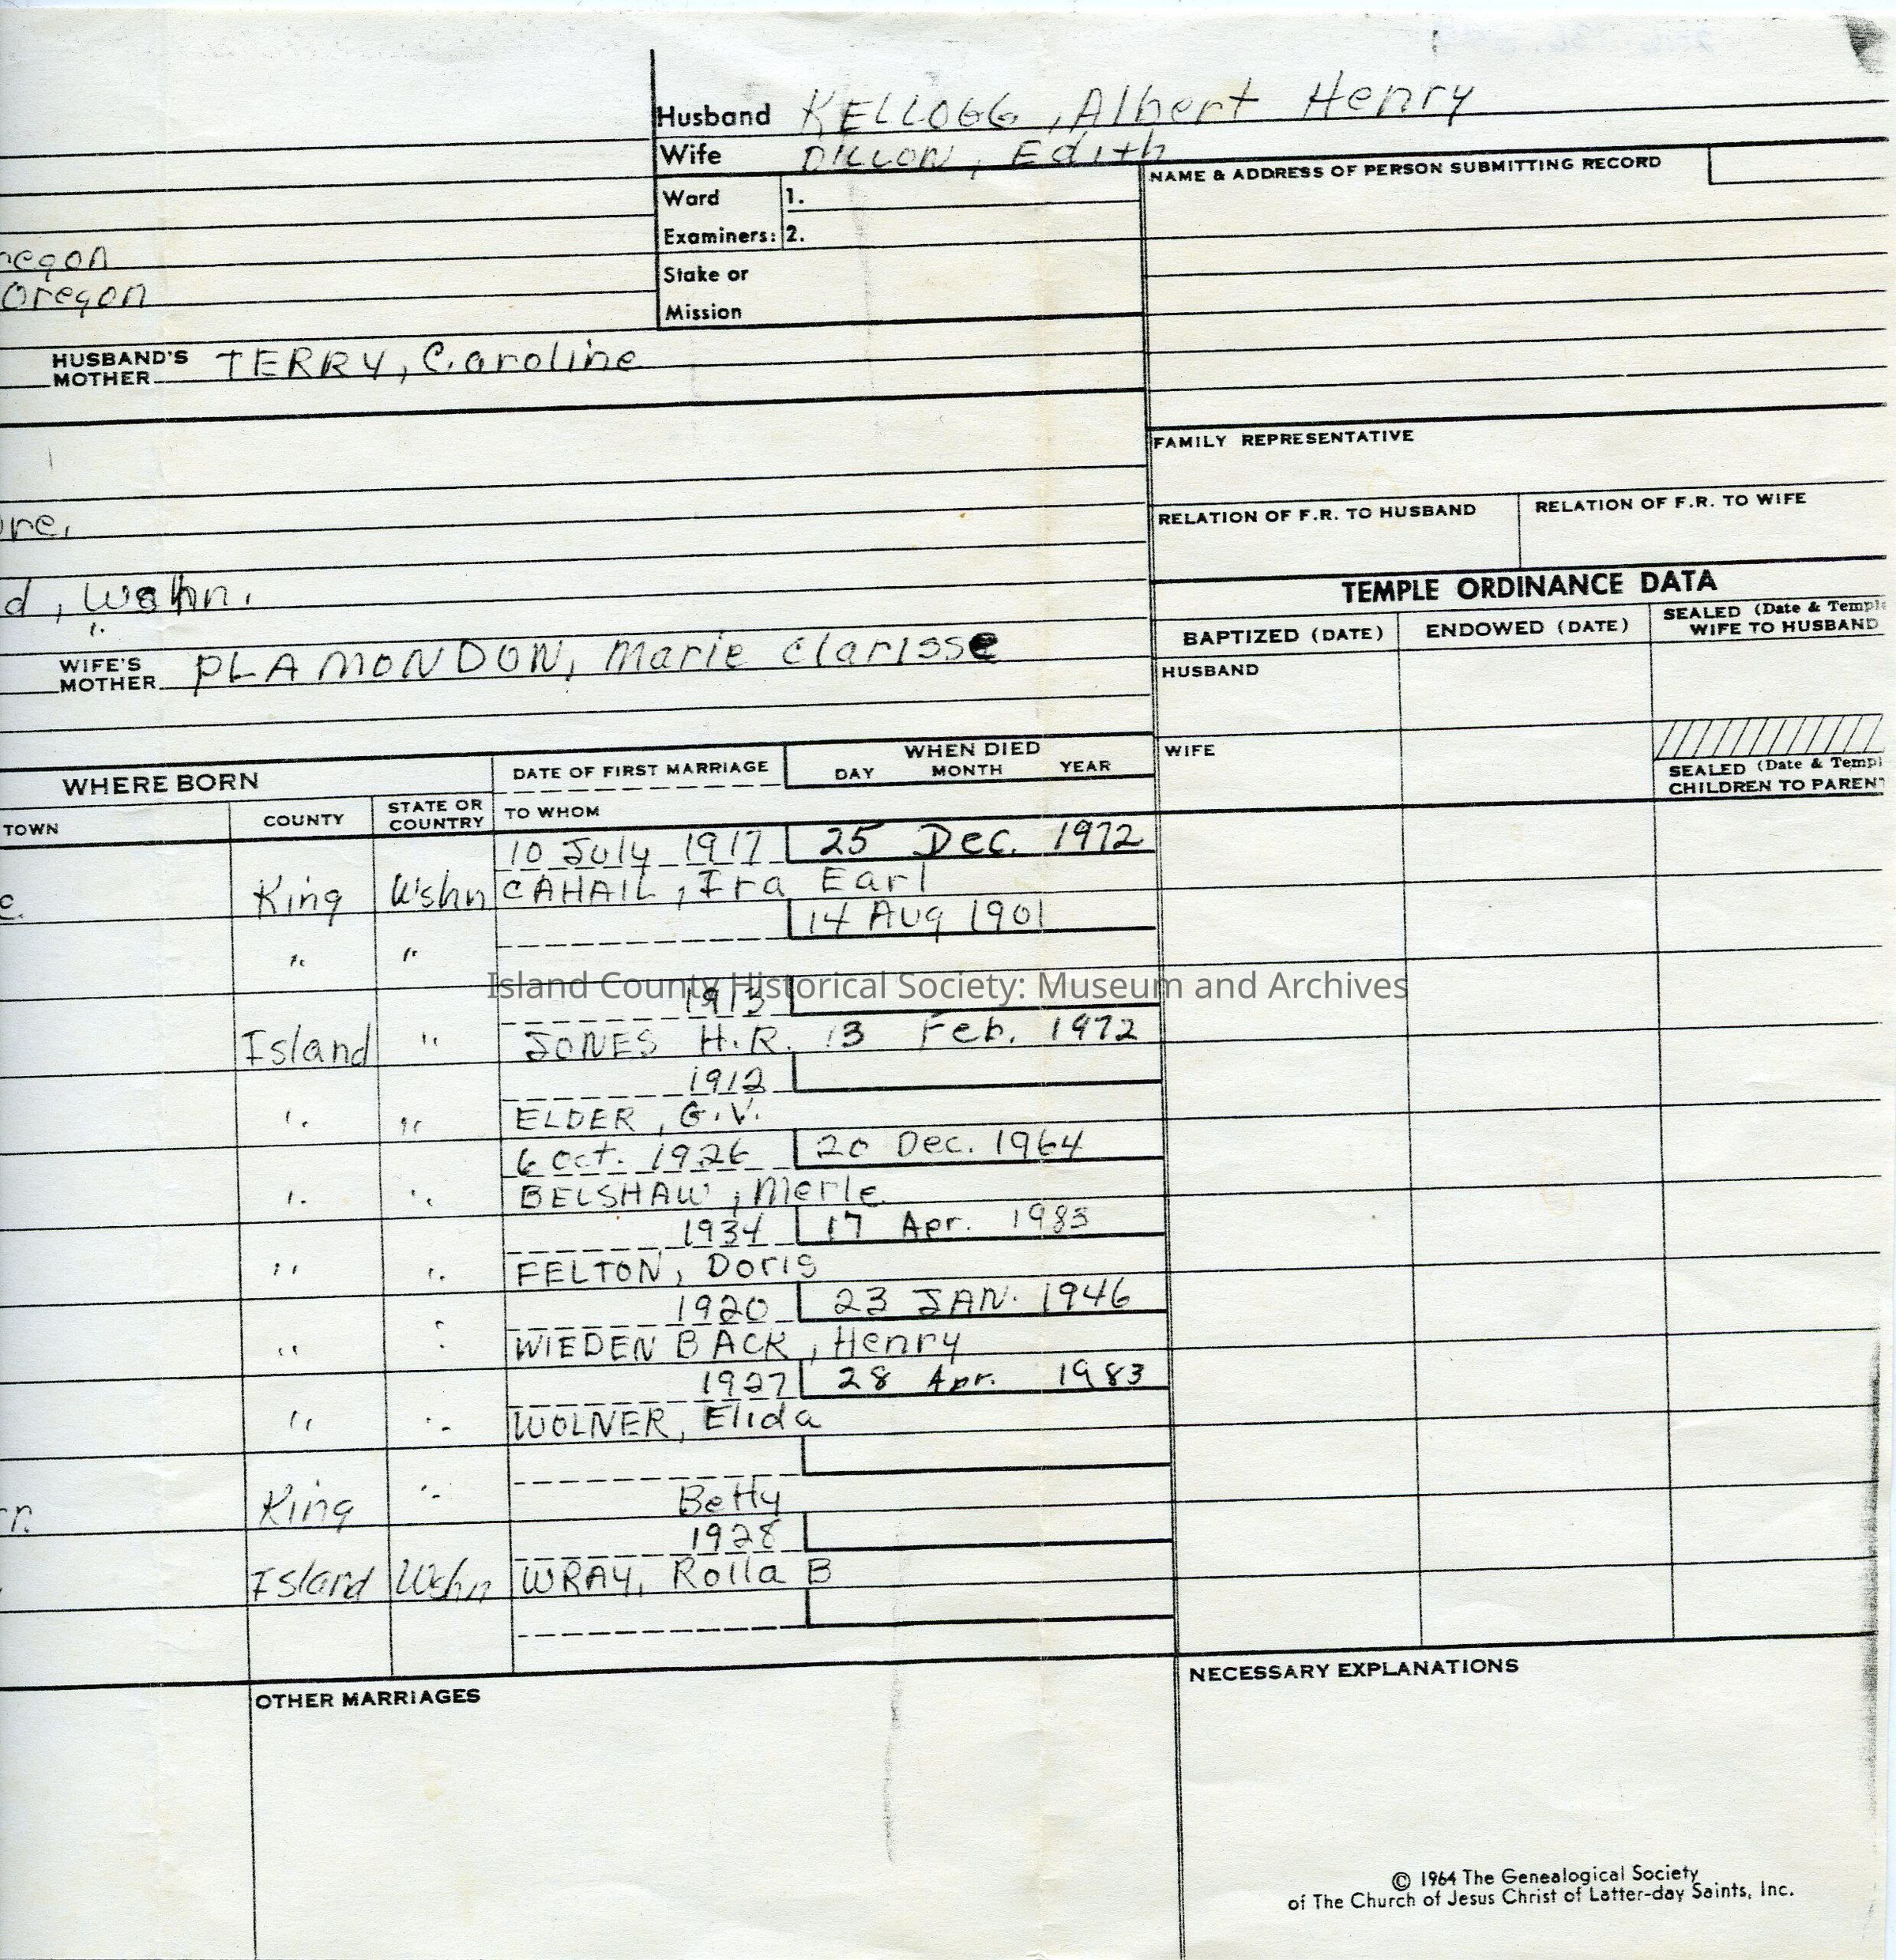 Husband KELLOGG, Albert Henry
Wife DILLON, Edith
NAME & ADDRESS OF PERSON SUBMITTING RECORD
Ward 1.
Examiners: 2.
Stake or
Mission
regon
Oregon
HUSBAND'S MOTHER TERRY, Caroline
FAMILY REPRESENTATIVE
RELATION OF F.R. TO HUSBAND RELATION OF F.R. TO WIFE
ore,
d, Wshn.
TEMPLE ORDINANCE DATA
BAPTIZED (DATE) ENDOWED (DATE) SEALED (Date & Temple
WIFE TO HUSBAND
WIFE'S MOTHER PLAMONDON, Marie Clarisse
HUSBAND
WIFE
SEALED (Date & Templ
CHILDREN TO PARENT
WHERE BORN DATE OF FIRST MARRIAGE WHEN DIED
DAY MONTH YEAR
TOWN COUNTY STATE OR COUNTRY TO WHOM
10 July 1917 25 Dec. 1972
e. King Wshn CAHAIL, Ira Earl
14 Aug 1901
" "
Island County Historical Society: Museum and Archives
1913
Island " JONES H.R. 13 Feb. 1972
1912
" " ELDER, G.V.
6 Oct. 1926 20 Dec. 1964
" " BELSHAW, Merle
1934 17 Apr. 1983
" " FELTON, Doris
1920 23 JAN. 1946
" " WIEDEN BACK, Henry
1927 28 Apr. 1983
" " WOLNER, Elida
King " Betty
1928
Island Wshn WRAY, Rolla B
OTHER MARRIAGES
NECESSARY EXPLANATIONS
© 1964 The Genealogical Society
of The Church of Jesus Christ of Latter-day Saints, Inc.